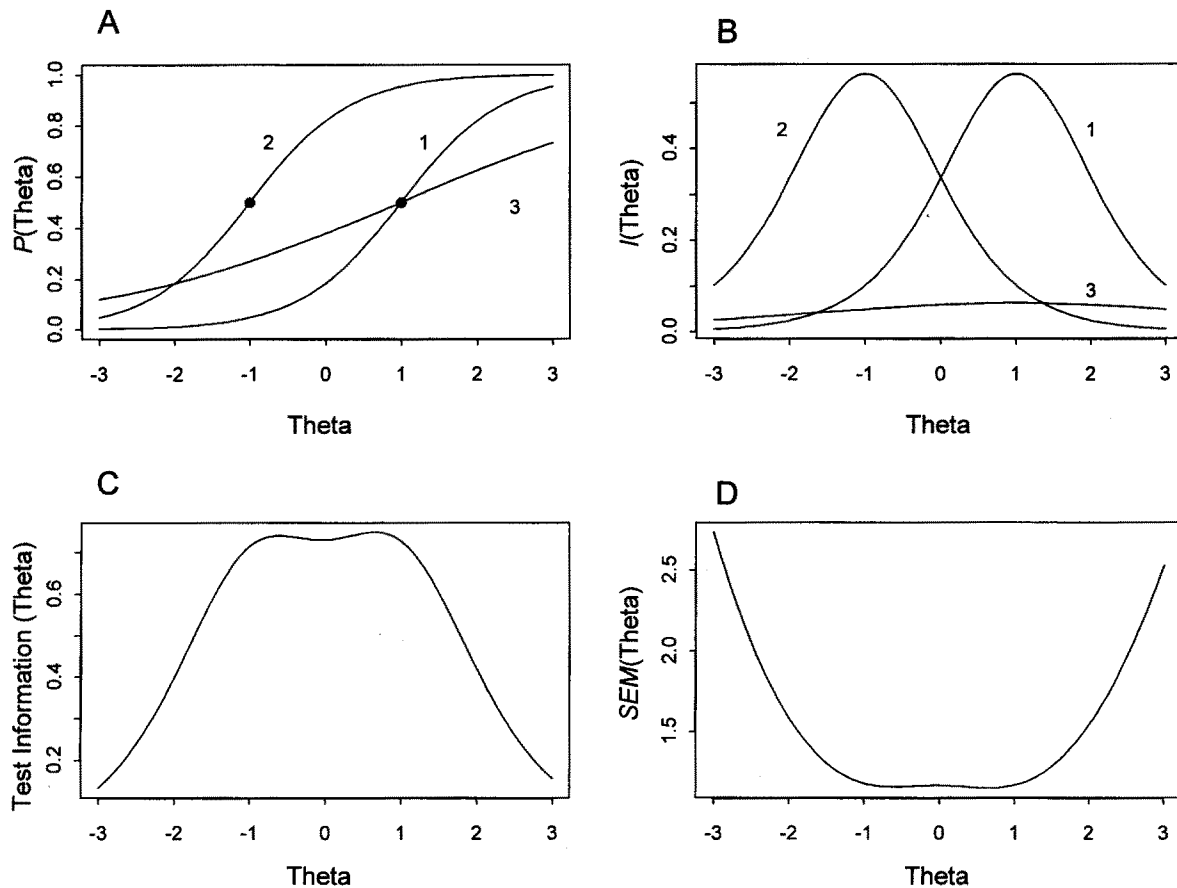 A
P(Theta)
0.0 0.2 0.4 0.6 0.8 1.0
2
1
3
-3 -2 -1 0 1 2 3
Theta
B
I(Theta)
0.0 0.2 0.4
2
1
3
-3 -2 -1 0 1 2 3
Theta
C
Test Information (Theta)
0.2 0.4 0.6
-3 -2 -1 0 1 2 3
Theta
D
SEM(Theta)
1.5 2.0 2.5
-3 -2 -1 0 1 2 3
Theta